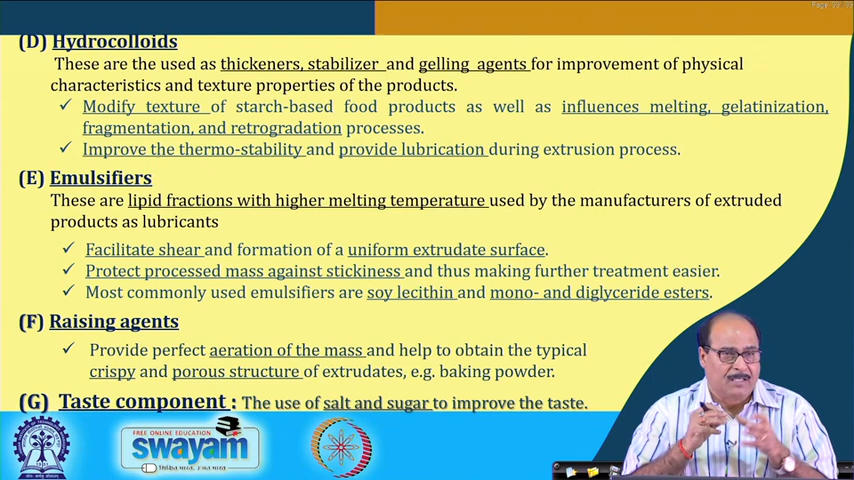 (D) Hydrocolloids
These are the used as thickeners, stabilizer and gelling agents for improvement of physical
characteristics and texture properties of the products.
✓ Modify texture of starch-based food products as well as influences melting, gelatinization,
fragmentation, and retrogradation processes.
✓ Improve the thermo-stability and provide lubrication during extrusion process.
(E) Emulsifiers
These are lipid fractions with higher melting temperature used by the manufacturers of extruded
products as lubricants
✓ Facilitate shear and formation of a uniform extrudate surface.
✓ Protect processed mass against stickiness and thus making further treatment easier.
✓ Most commonly used emulsifiers are soy lecithin and mono- and diglyceride esters.
(F) Raising agents
✓ Provide perfect aeration of the mass and help to obtain the typical
crispy and porous structure of extrudates, e.g. baking powder.
(G) Taste component : The use of salt and sugar to improve the taste.
FREE ONLINE EDUCATION
swayam
शिक्षित भारत, उन्नत भारत